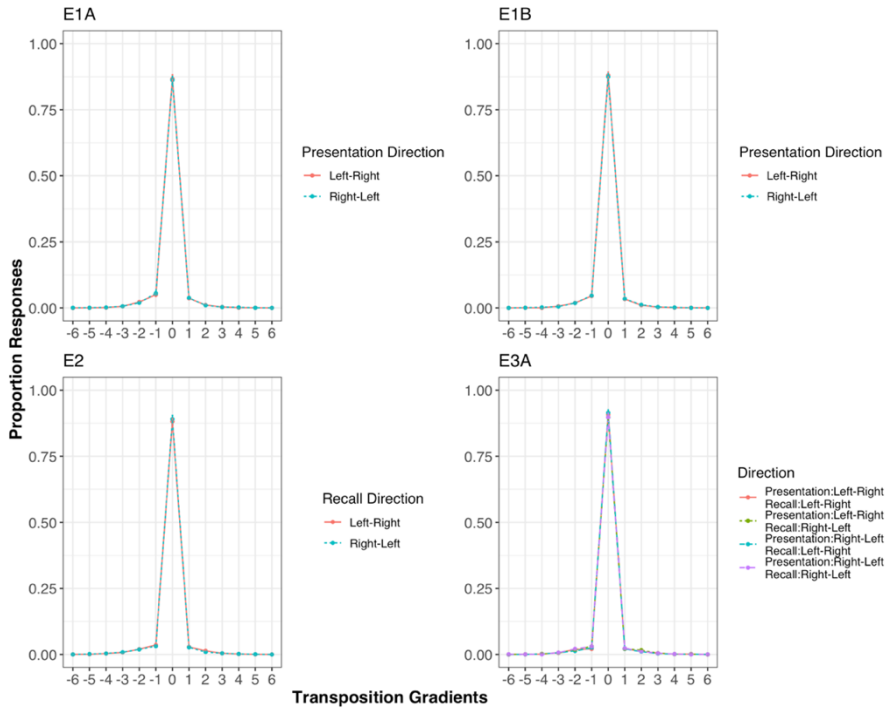 E1A
1.00
0.75
0.50
0.25
0.00
-6 -5 -4 -3 -2 -1 0 1 2 3 4 5 6
Presentation Direction
Left-Right
Right-Left
E1B
1.00
0.75
0.50
0.25
0.00
-6 -5 -4 -3 -2 -1 0 1 2 3 4 5 6
Presentation Direction
Left-Right
Right-Left
Proportion Responses
E2
1.00
0.75
0.50
0.25
0.00
-6 -5 -4 -3 -2 -1 0 1 2 3 4 5 6
Recall Direction
Left-Right
Right-Left
E3A
1.00
0.75
0.50
0.25
0.00
-6 -5 -4 -3 -2 -1 0 1 2 3 4 5 6
Direction
Presentation:Left-Right
Recall:Left-Right
Presentation:Left-Right
Recall:Right-Left
Presentation:Right-Left
Recall:Left-Right
Presentation:Right-Left
Recall:Right-Left
Transposition Gradients